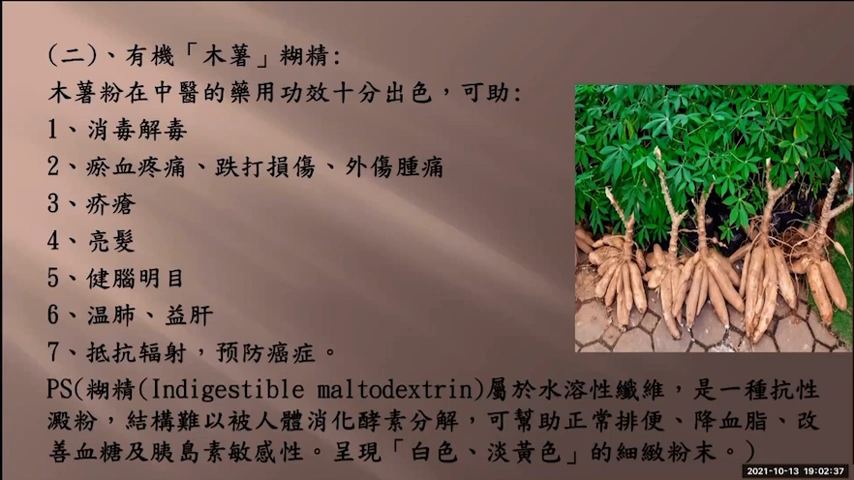 (二)、有機「木薯」糊精:
木薯粉在中醫的藥用功效十分出色，可助:
1、消毒解毒
2、瘀血疼痛、跌打損傷、外傷腫痛
3、疥瘡
4、亮髮
5、健腦明目
6、溫肺、益肝
7、抵抗辐射，预防癌症。
PS(糊精(Indigestible maltodextrin)屬於水溶性纖維，是一種抗性
澱粉，結構難以被人體消化酵素分解，可幫助正常排便、降血脂、改
善血糖及胰島素敏感性。呈現「白色、淡黃色」的細緻粉末。)
2021-10-13 19:02:37